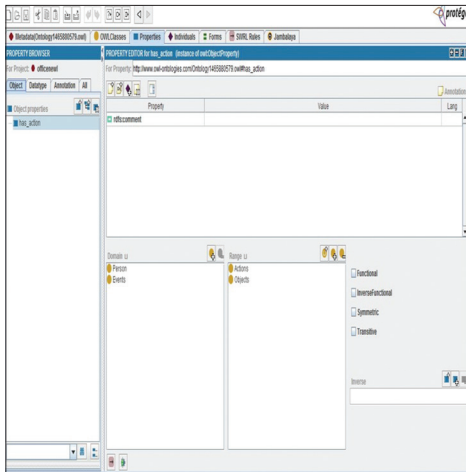 protégé
Metadata(Ontology1465880579.owl) OWLClasses Properties Individuals Forms SWRL Rules Jambalaya
PROPERTY BROWSER
For Project: officeenewl
Object Datatype Annotation All
Object properties
has_action
PROPERTY EDITOR for has_action (instance of owl:ObjectProperty)
For Property: http://www.owl-ontologies.com/Ontology1465880579.owl#has_action
Annotation
Property Value Lang
rdfs:comment
Domain ⊔
Person
Events
Range ⊔
Actions
Objects
Functional
InverseFunctional
Symmetric
Transitive
Inverse